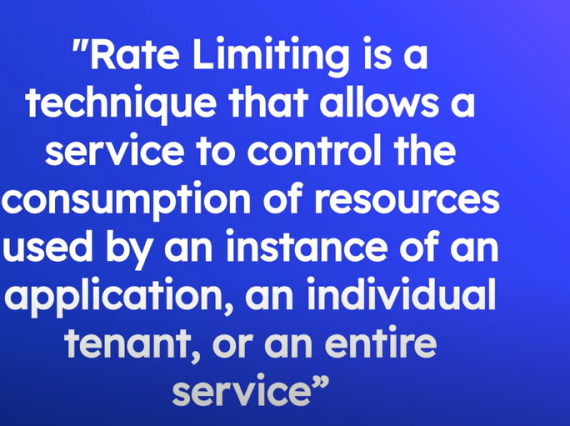 "Rate Limiting is a
technique that allows a
service to control the
consumption of resources
used by an instance of an
application, an individual
tenant, or an entire
service”